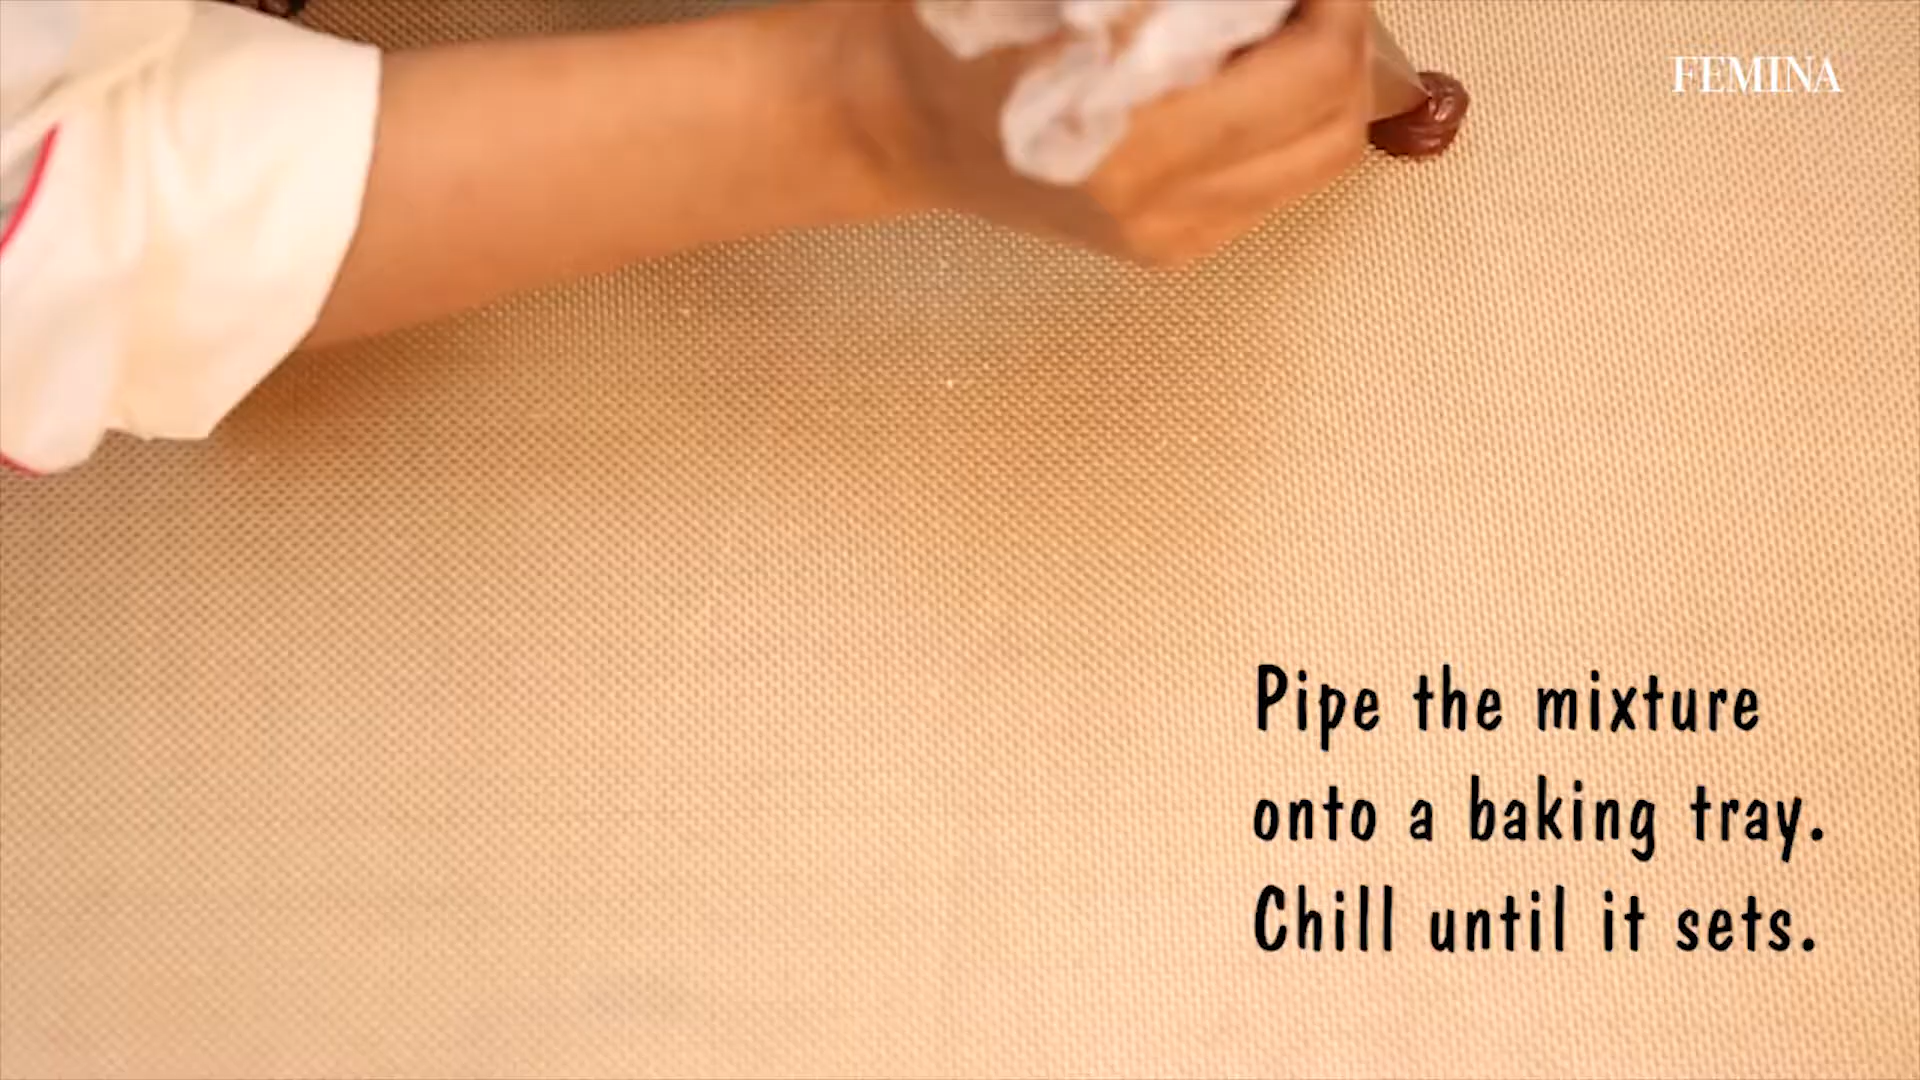 FEMINA
Pipe the mixture
onto a baking tray.
Chill until it sets.